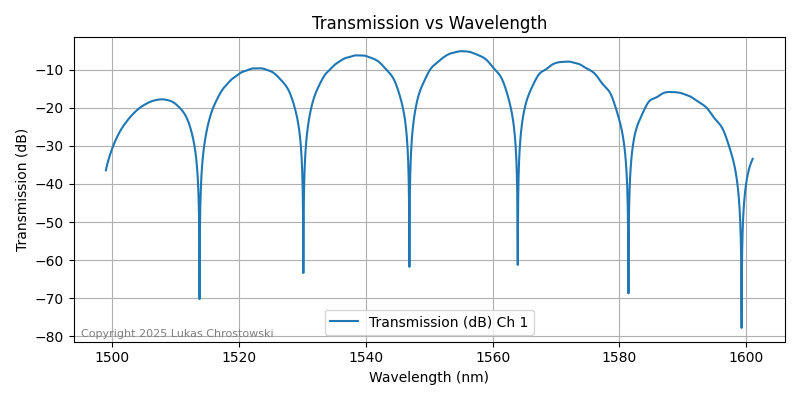 Transmission vs Wavelength
Transmission (dB)
−10
−20
−30
−40
−50
−60
−70
−80
Transmission (dB) Ch 1
Copyright 2025 Lukas Chrostowski
1500
1520
1540
1560
1580
1600
Wavelength (nm)